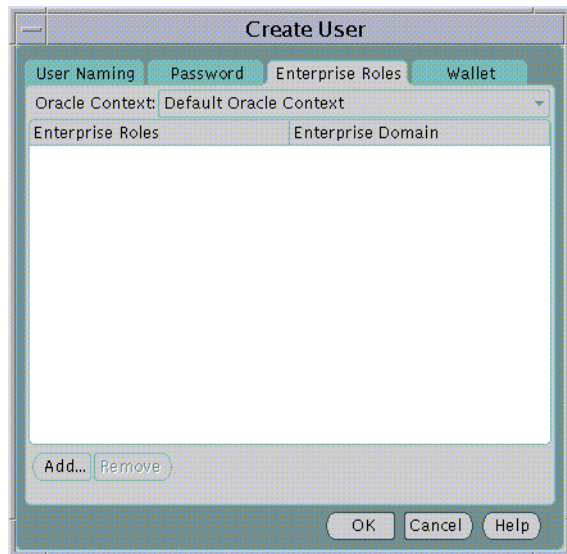 Create User
User Naming Password Enterprise Roles Wallet
Oracle Context: Default Oracle Context
Enterprise Roles Enterprise Domain
Add... Remove
OK Cancel Help